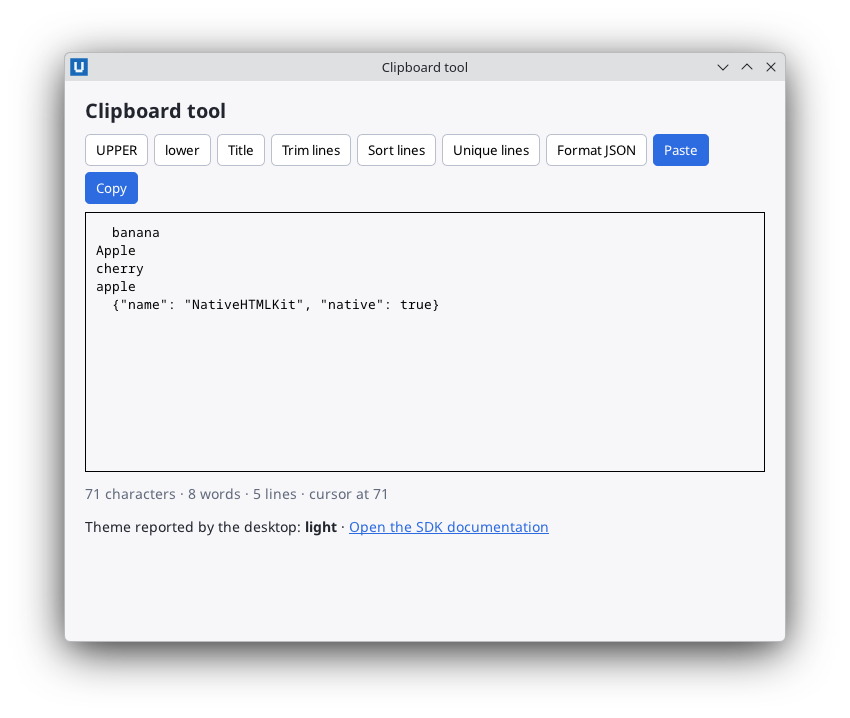 Clipboard tool
Clipboard tool
UPPER lower Title Trim lines Sort lines Unique lines Format JSON Paste
Copy
  banana
Apple
cherry
apple
  {"name": "NativeHTMLKit", "native": true}
71 characters · 8 words · 5 lines · cursor at 71
Theme reported by the desktop: light · Open the SDK documentation